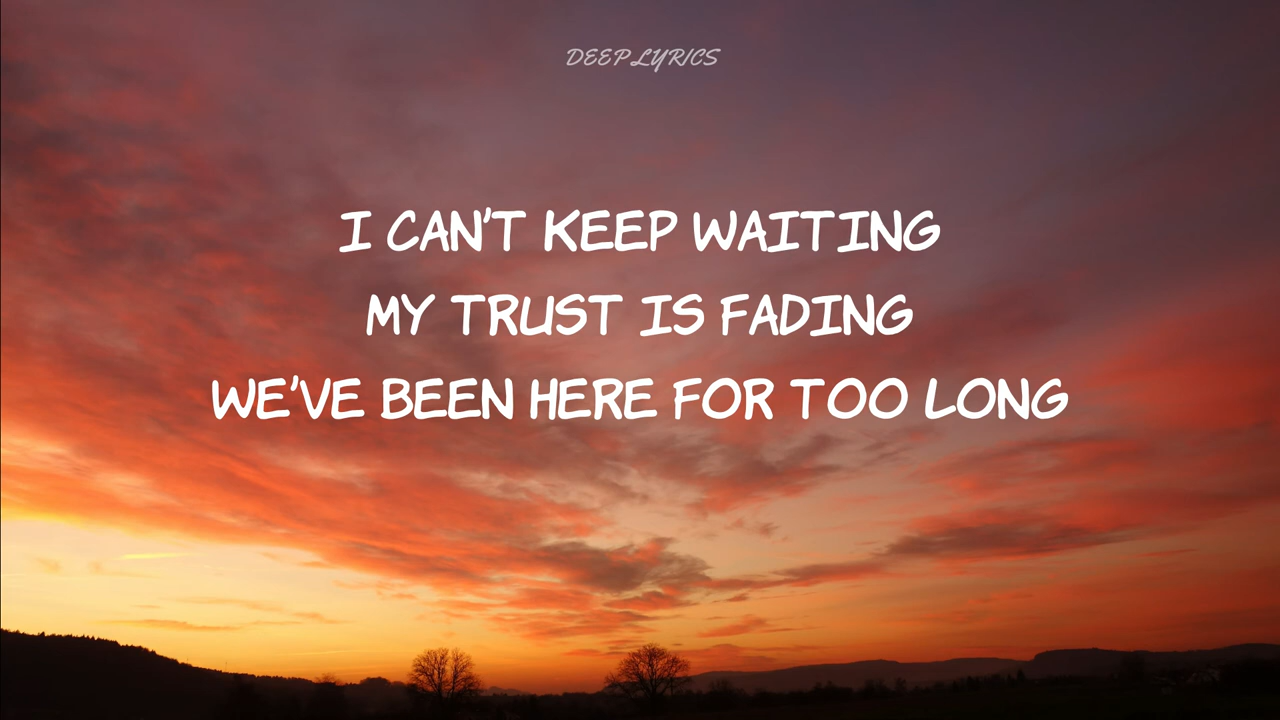 DEEP LYRICS
I CAN'T KEEP WAITING
MY TRUST IS FADING
WE'VE BEEN HERE FOR TOO LONG